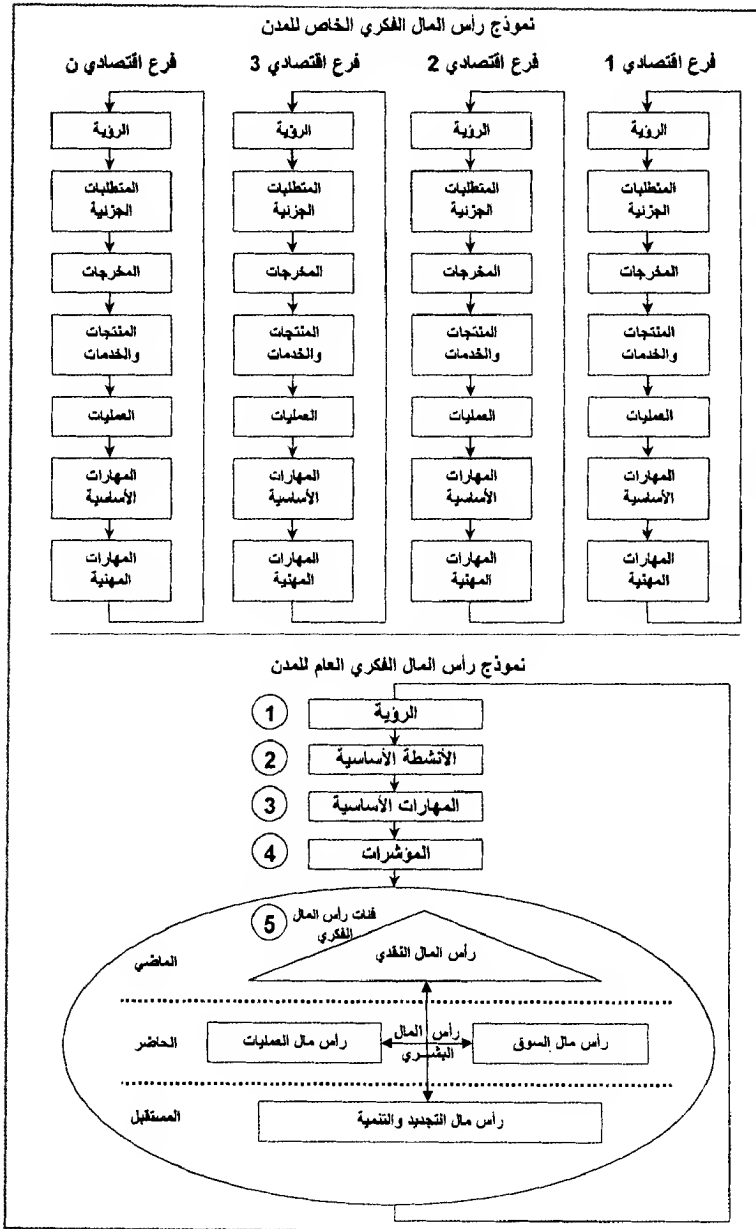 نموذج رأس المال الفكري الخاص للمدن
فرع اقتصادي 1
فرع اقتصادي 2
فرع اقتصادي 3
فرع اقتصادي ن
الرؤية
المتطلبات
الجزئية
المخرجات
المنتجات
والخدمات
العمليات
المهارات
الأساسية
المهارات
المهنية
الرؤية
المتطلبات
الجزئية
المخرجات
المنتجات
والخدمات
العمليات
المهارات
الأساسية
المهارات
المهنية
الرؤية
المتطلبات
الجزئية
المخرجات
المنتجات
والخدمات
العمليات
المهارات
الأساسية
المهارات
المهنية
الرؤية
المتطلبات
الجزئية
المخرجات
المنتجات
والخدمات
العمليات
المهارات
الأساسية
المهارات
المهنية
نموذج رأس المال الفكري العام للمدن
1 الرؤية
2 الأنشطة الأساسية
3 المهارات الأساسية
4 المؤشرات
5 فئات رأس المال
الفكري
رأس المال النقدي
الماضي
رأس مال السوق
رأس المال
البشري
رأس مال العمليات
الحاضر
رأس مال التجديد والتنمية
المستقبل